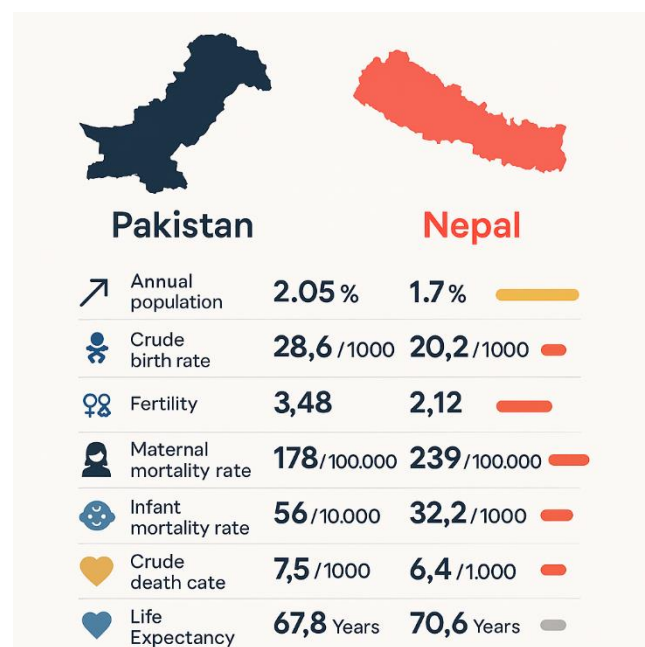 Pakistan Nepal
Annual
population 2.05 % 1.7 %
Crude
birth rate 28,6 /1000 20,2 /1000
Fertility 3,48 2,12
Maternal
mortality rate 178/100.000 239/100.000
Infant
mortality rate 56 /10.000 32,2 /1000
Crude
death cate 7,5 /1000 6,4 /1.000
Life
Expectancy 67,8 Years 70,6 Years